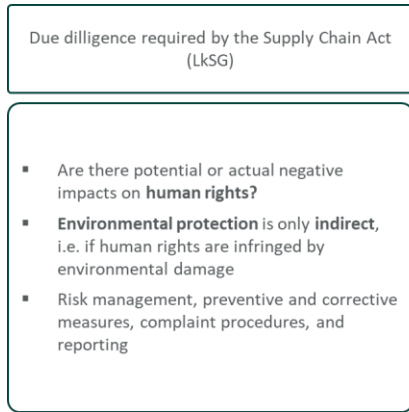 Due dilligence required by the Supply Chain Act
(LkSG)
▪ Are there potential or actual negative
impacts on human rights?
▪ Environmental protection is only indirect,
i.e. if human rights are infringed by
environmental damage
▪ Risk management, preventive and corrective
measures, complaint procedures, and
reporting